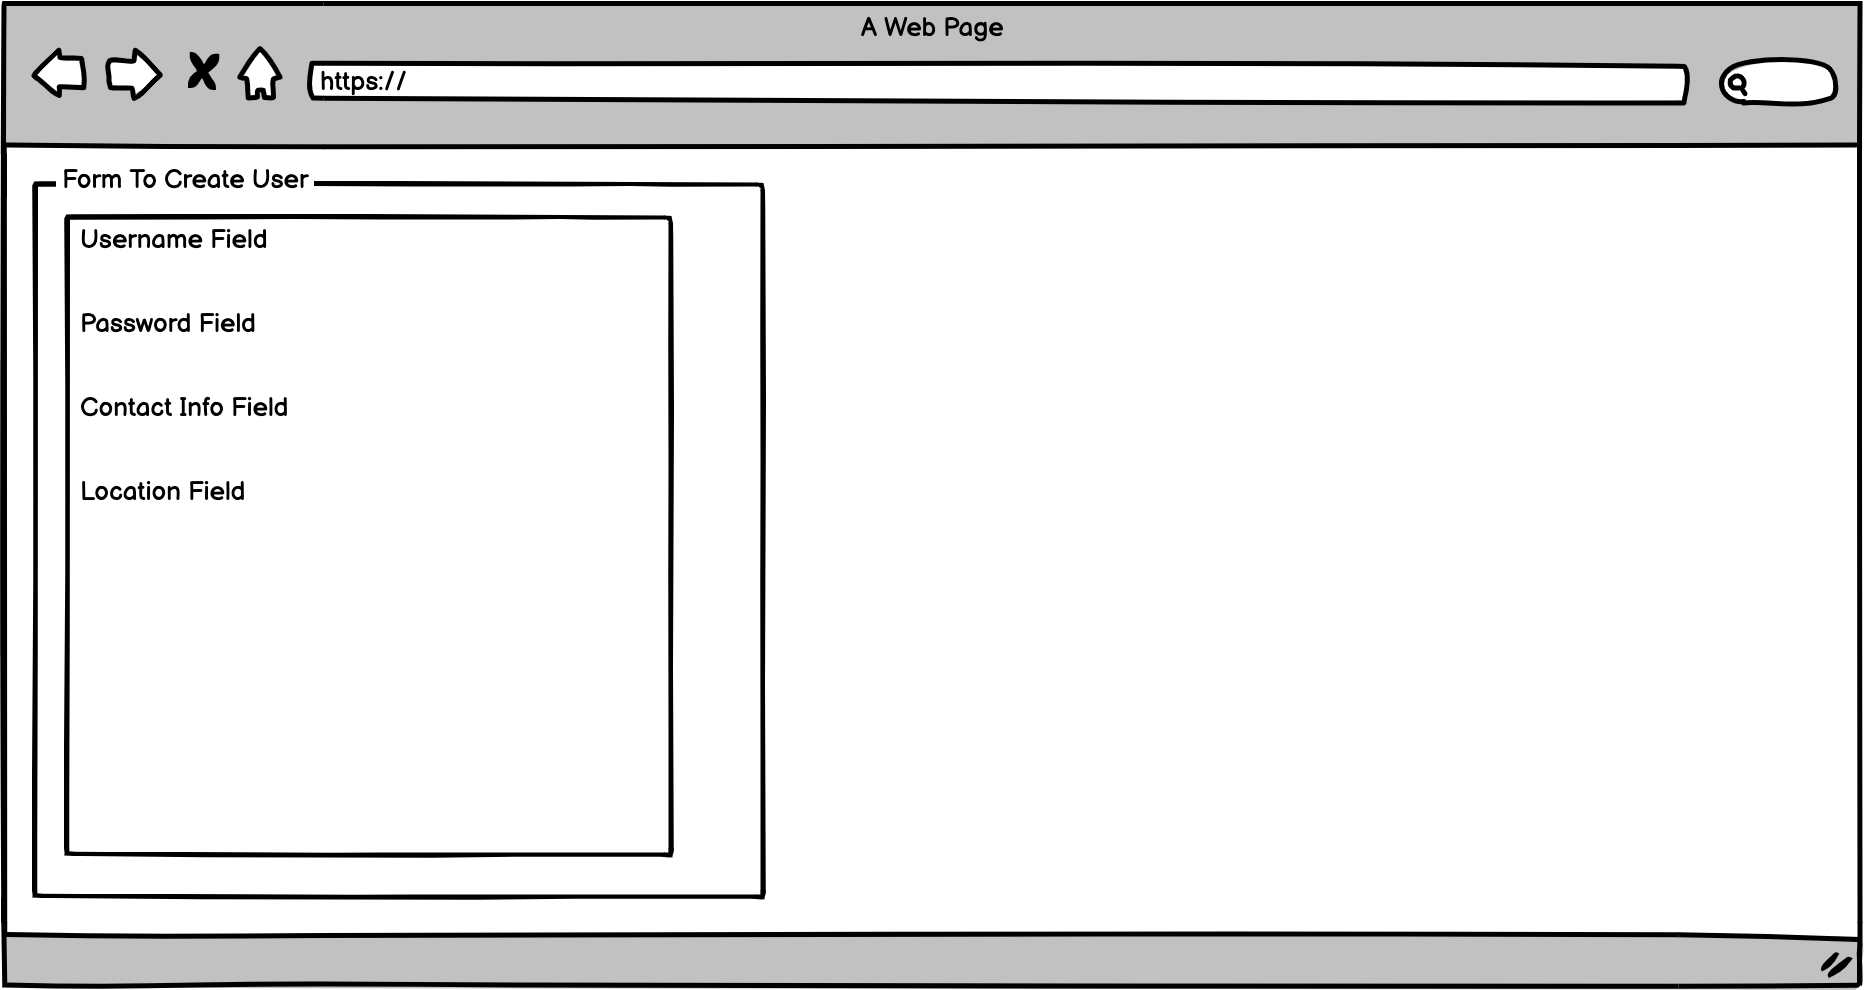 A Web Page
https://
Form To Create User
Username Field
Password Field
Contact Info Field
Location Field